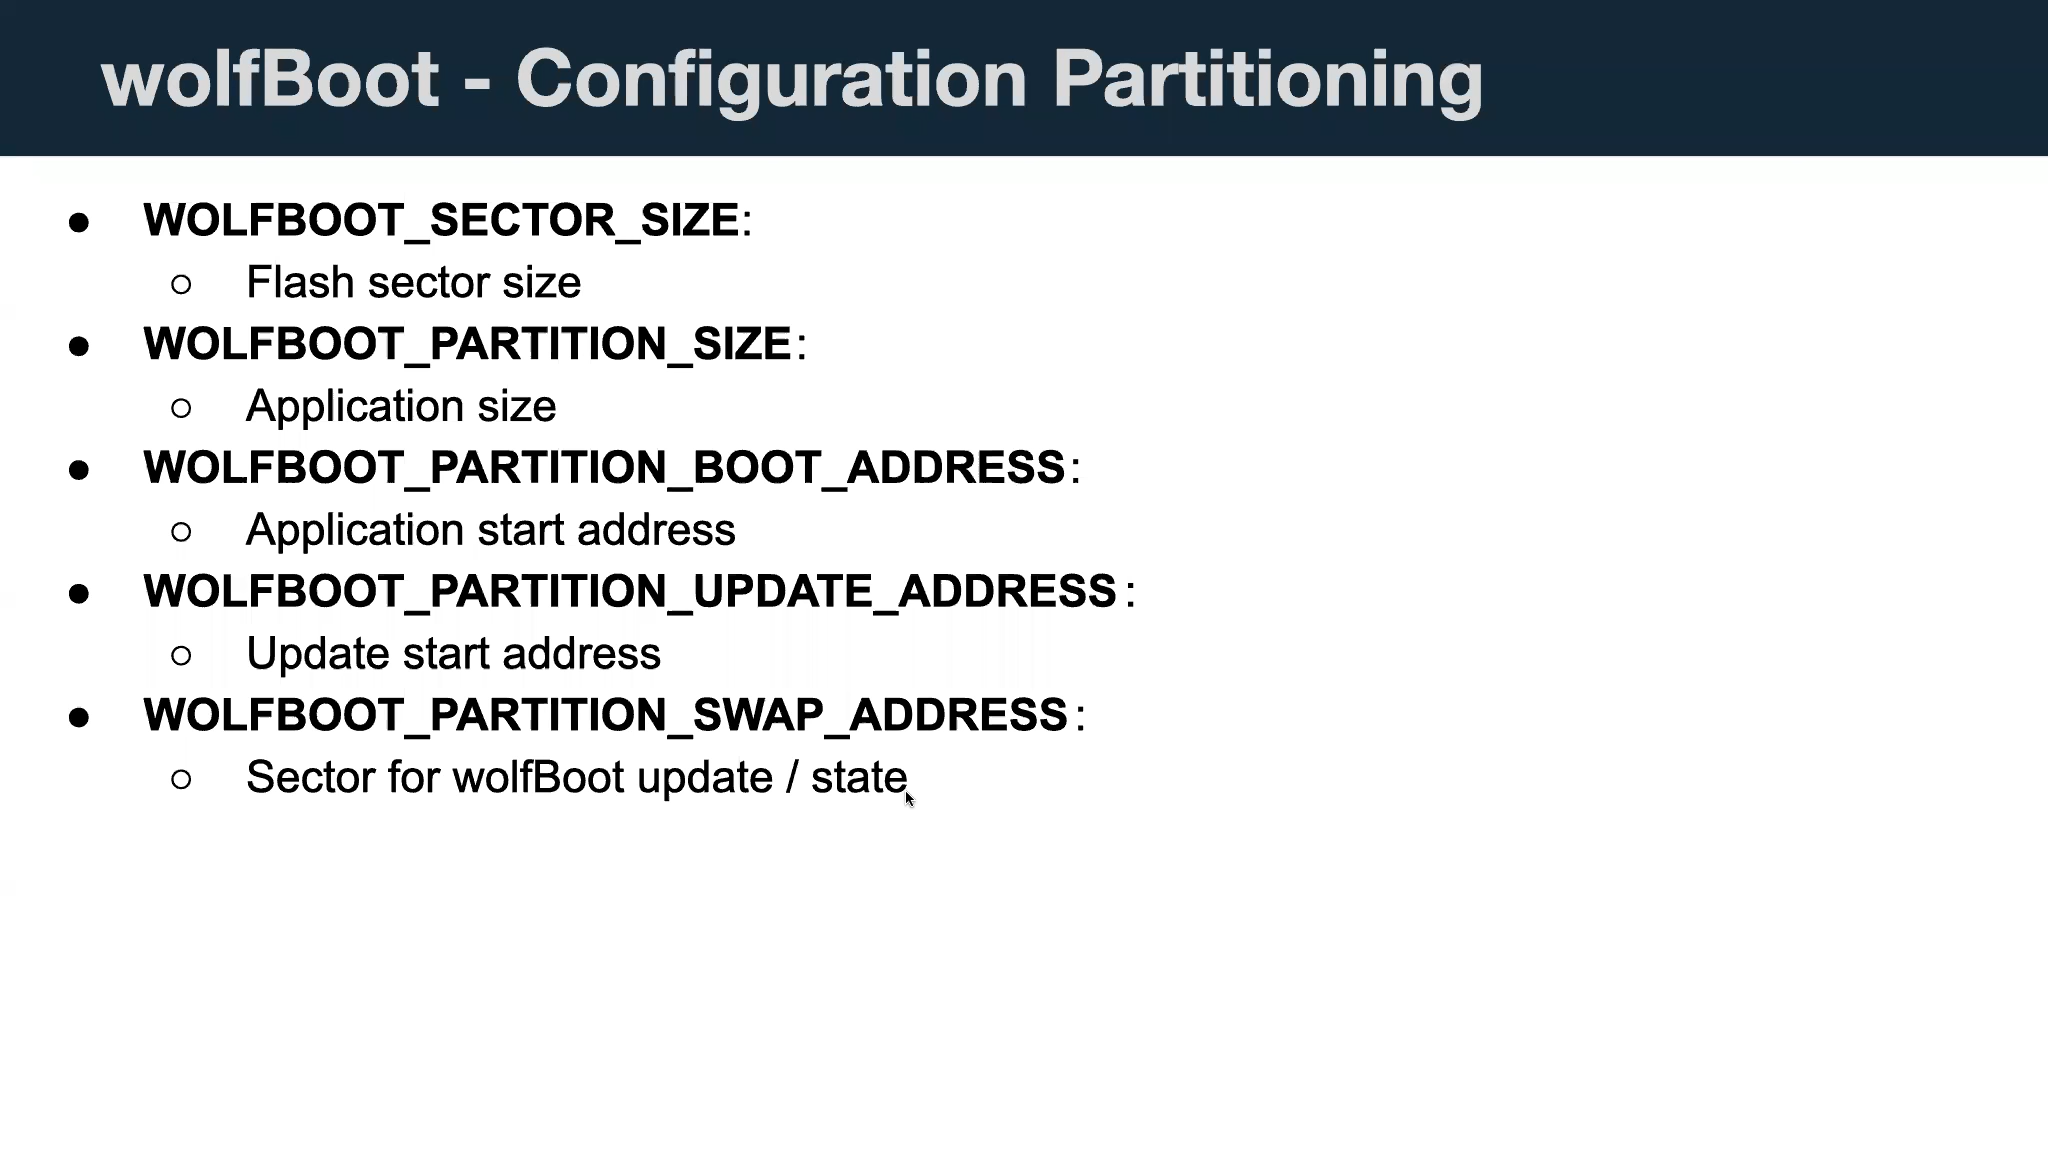 wolfBoot - Configuration Partitioning
● WOLFBOOT_SECTOR_SIZE:
○ Flash sector size
● WOLFBOOT_PARTITION_SIZE:
○ Application size
● WOLFBOOT_PARTITION_BOOT_ADDRESS:
○ Application start address
● WOLFBOOT_PARTITION_UPDATE_ADDRESS:
○ Update start address
● WOLFBOOT_PARTITION_SWAP_ADDRESS:
○ Sector for wolfBoot update / state